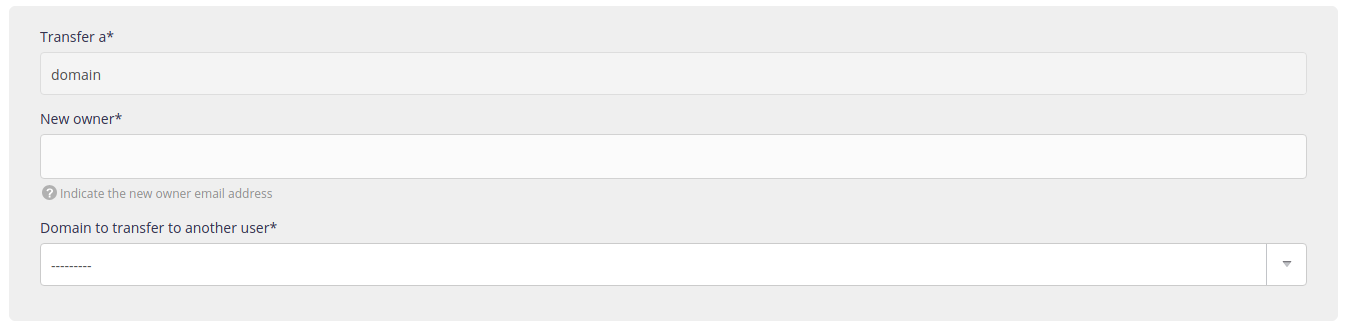 Transfer a*
domain
New owner*
? Indicate the new owner email address
Domain to transfer to another user*
---------